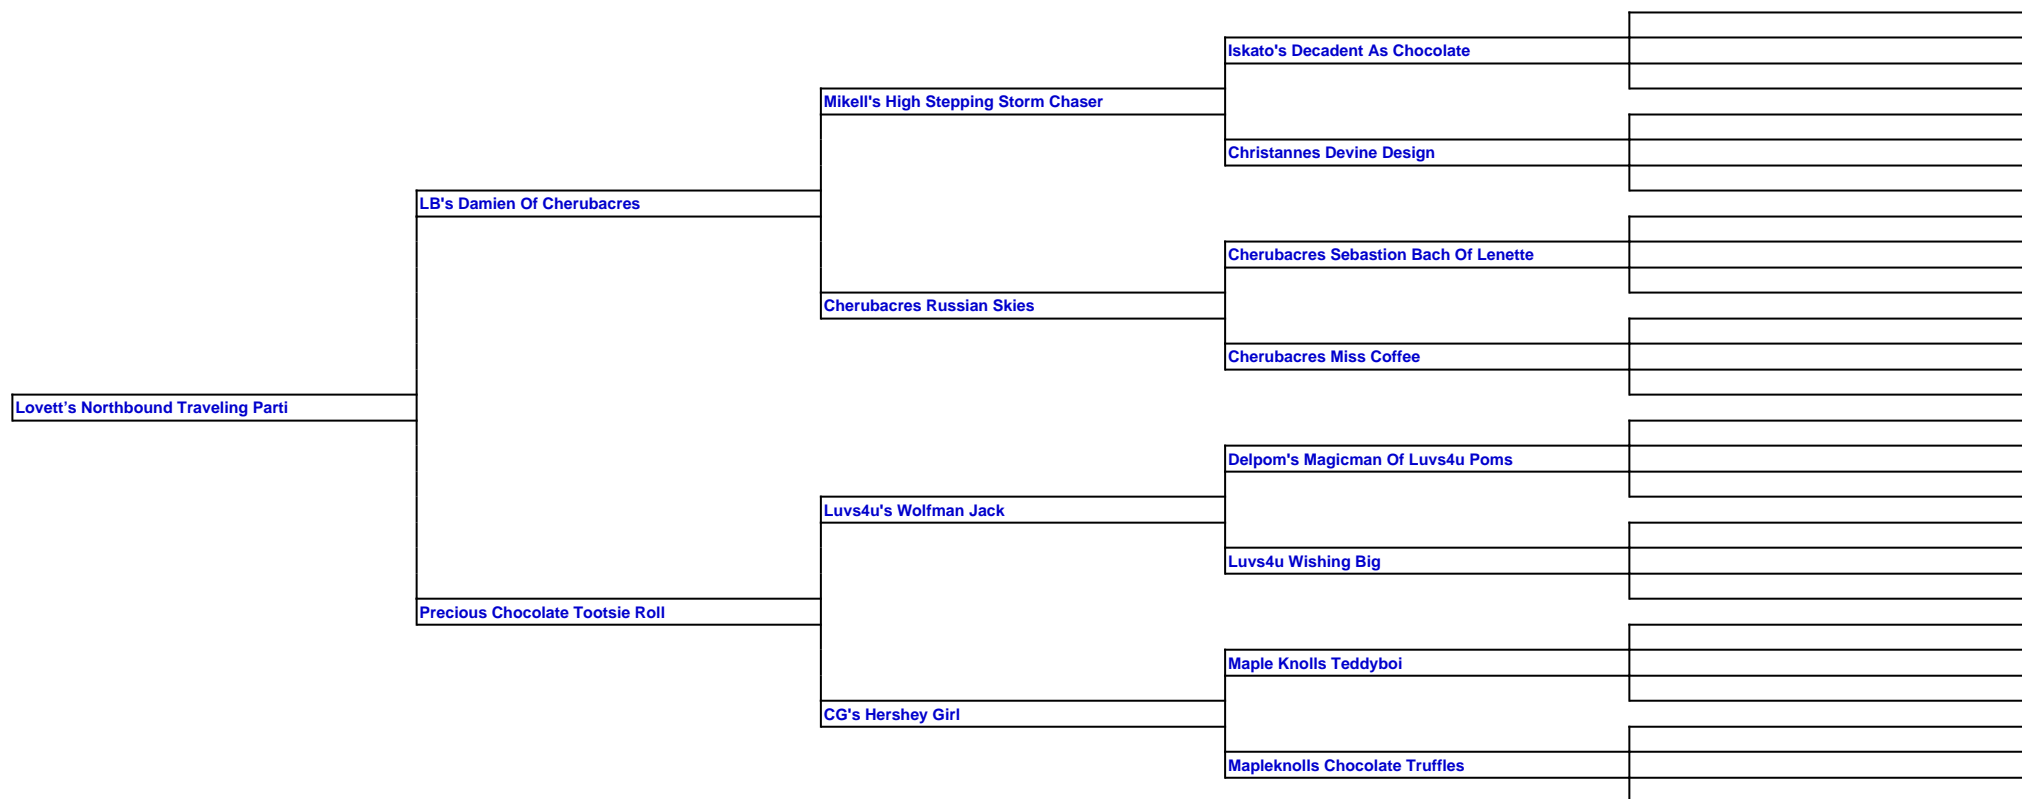 Iskato's Decadent As Chocolate
Mikell's High Stepping Storm Chaser
Christannes Devine Design
LB's Damien Of Cherubacres
Cherubacres Sebastion Bach Of Lenette
Cherubacres Russian Skies
Cherubacres Miss Coffee
Lovett’s Northbound Traveling Parti
Delpom's Magicman Of Luvs4u Poms
Luvs4u's Wolfman Jack
Luvs4u Wishing Big
Precious Chocolate Tootsie Roll
Maple Knolls Teddyboi
CG's Hershey Girl
Mapleknolls Chocolate Truffles